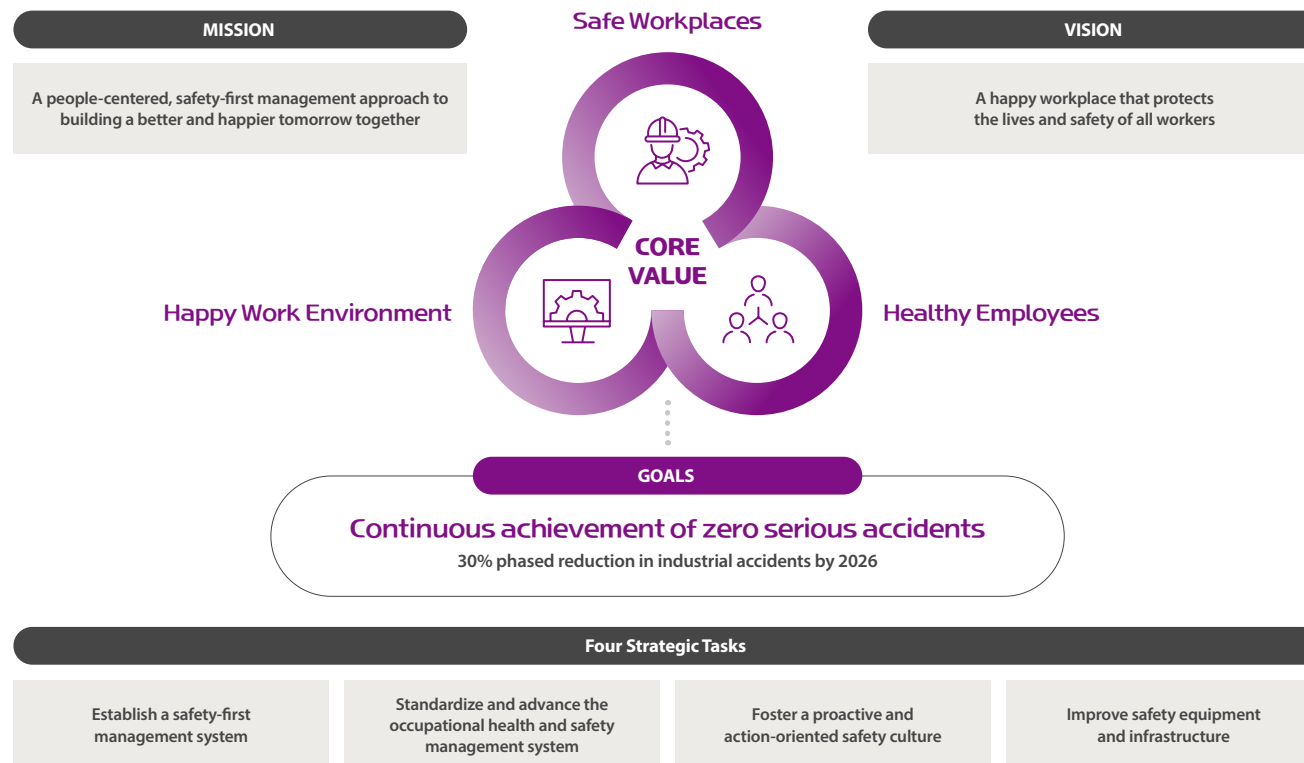 Safe Workplaces
MISSION
A people-centered, safety-first management approach to
building a better and happier tomorrow together
VISION
A happy workplace that protects
the lives and safety of all workers
CORE
VALUE
Happy Work Environment
Healthy Employees
GOALS
Continuous achievement of zero serious accidents
30% phased reduction in industrial accidents by 2026
Four Strategic Tasks
Establish a safety-first
management system
Standardize and advance the
occupational health and safety
management system
Foster a proactive and
action-oriented safety culture
Improve safety equipment
and infrastructure